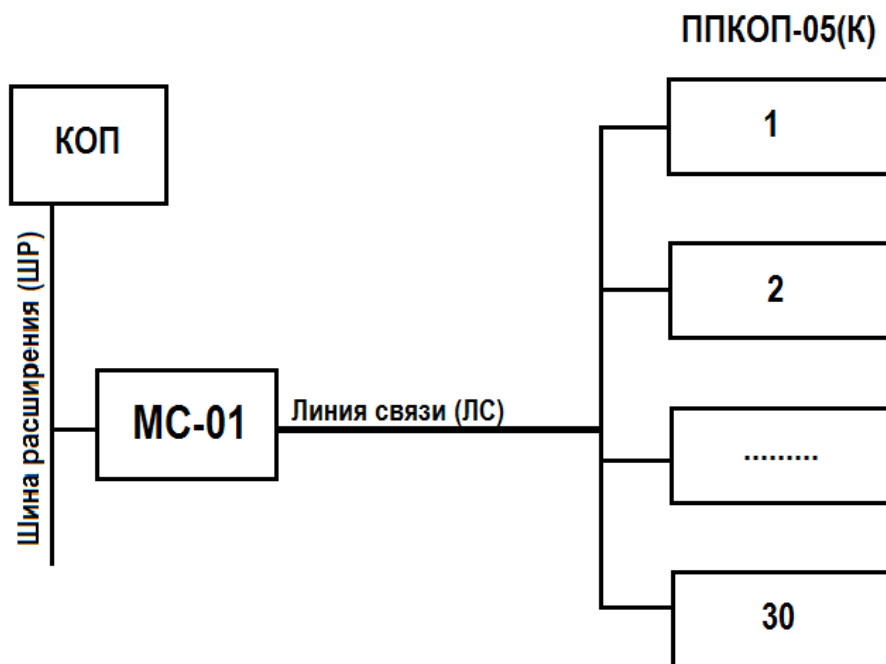 ППКОП-05(К)
КОП
1
Шина расширения (ШР)
2
МС-01
Линия связи (ЛС)
.........
30